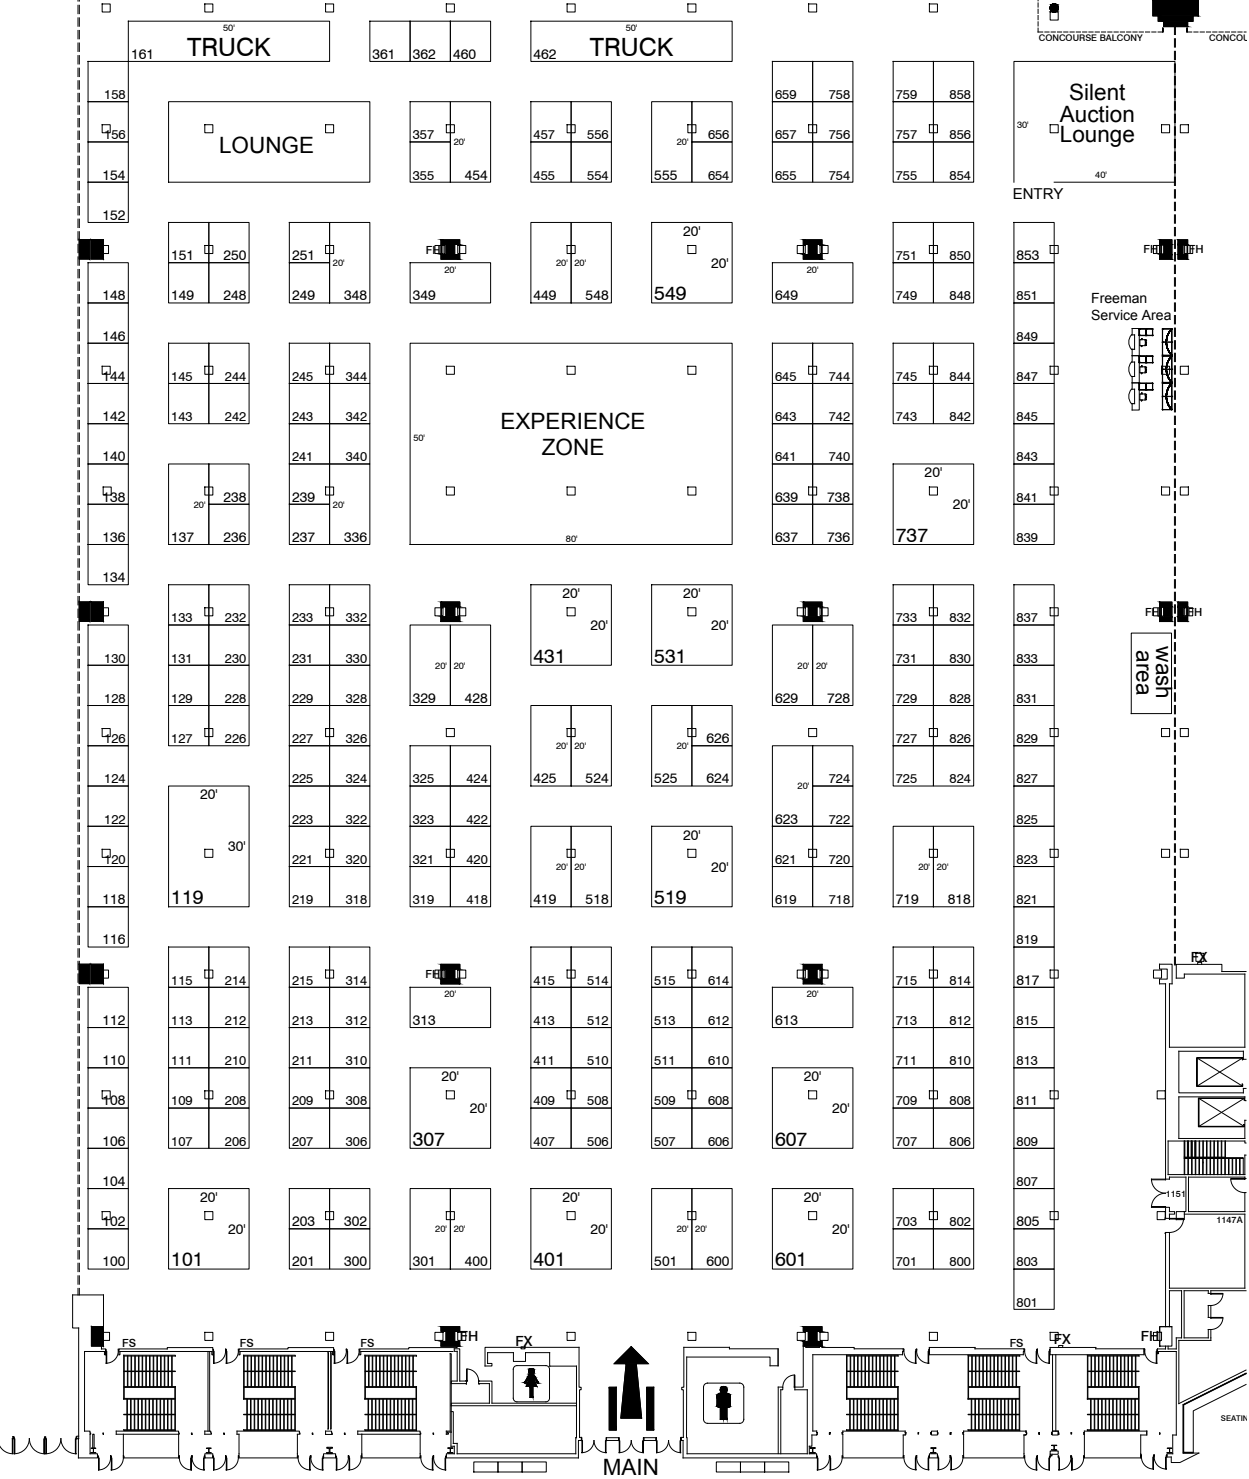 CONCOURSE BALCONY CONCOU
50' 50'
161 TRUCK 361 362 460 462 TRUCK
158 659 758 759 858 Silent
Auction
Lounge
156 LOUNGE 357 20' 457 556 20' 656 657 756 757 856 30'
154 355 454 455 554 555 654 655 754 755 854 40'
ENTRY
152
20'
151 250 251 20' FH 20' 20' 20' 20' 20' 751 850 853 FH FH
149 248 249 348 349 449 548 549 649 749 848 851
148
Freeman
Service Area
146 849
144 145 244 245 344 645 744 745 844 847
142 143 242 243 342 EXPERIENCE 643 742 743 842 845
50' ZONE
140 241 340 641 740 843
20'
138 20' 238 239 20' 639 738 20' 841
136 137 236 237 336 80' 637 736 737 839
134
20' 20'
133 232 233 332 20' 20' 733 832 837 FH FH
130 131 230 231 330 20' 20' 431 531 20' 20' 731 830 833 wash
area
128 129 228 229 328 329 428 629 728 729 828 831
126 127 226 227 326 20' 20' 20' 626 727 826 829
124 225 324 325 424 425 524 525 624 20' 724 725 824 827
20'
122 223 322 323 422 623 722 825
30' 20'
120 221 320 321 420 20' 20' 20' 621 720 20' 20' 823
118 119 219 318 319 418 419 518 519 619 718 719 818 821
116 819
FX
115 214 215 314 FH 415 514 515 614 715 814 817
20' 20'
112 113 212 213 312 313 413 512 513 612 613 713 812 815
110 111 210 211 310 411 510 511 610 711 810 813
20' 20'
108 109 208 209 308 20' 409 508 509 608 20' 709 808 811
106 107 206 207 306 307 407 506 507 606 607 707 806 809
104 807
1151
20' 20' 20'
102 20' 203 302 20' 20' 20' 20' 20' 20' 703 802 805 1147A
100 101 201 300 301 400 401 501 600 601 701 800 803
801
FS FS FS FH FX FS FX FH
SEATIN
MAIN